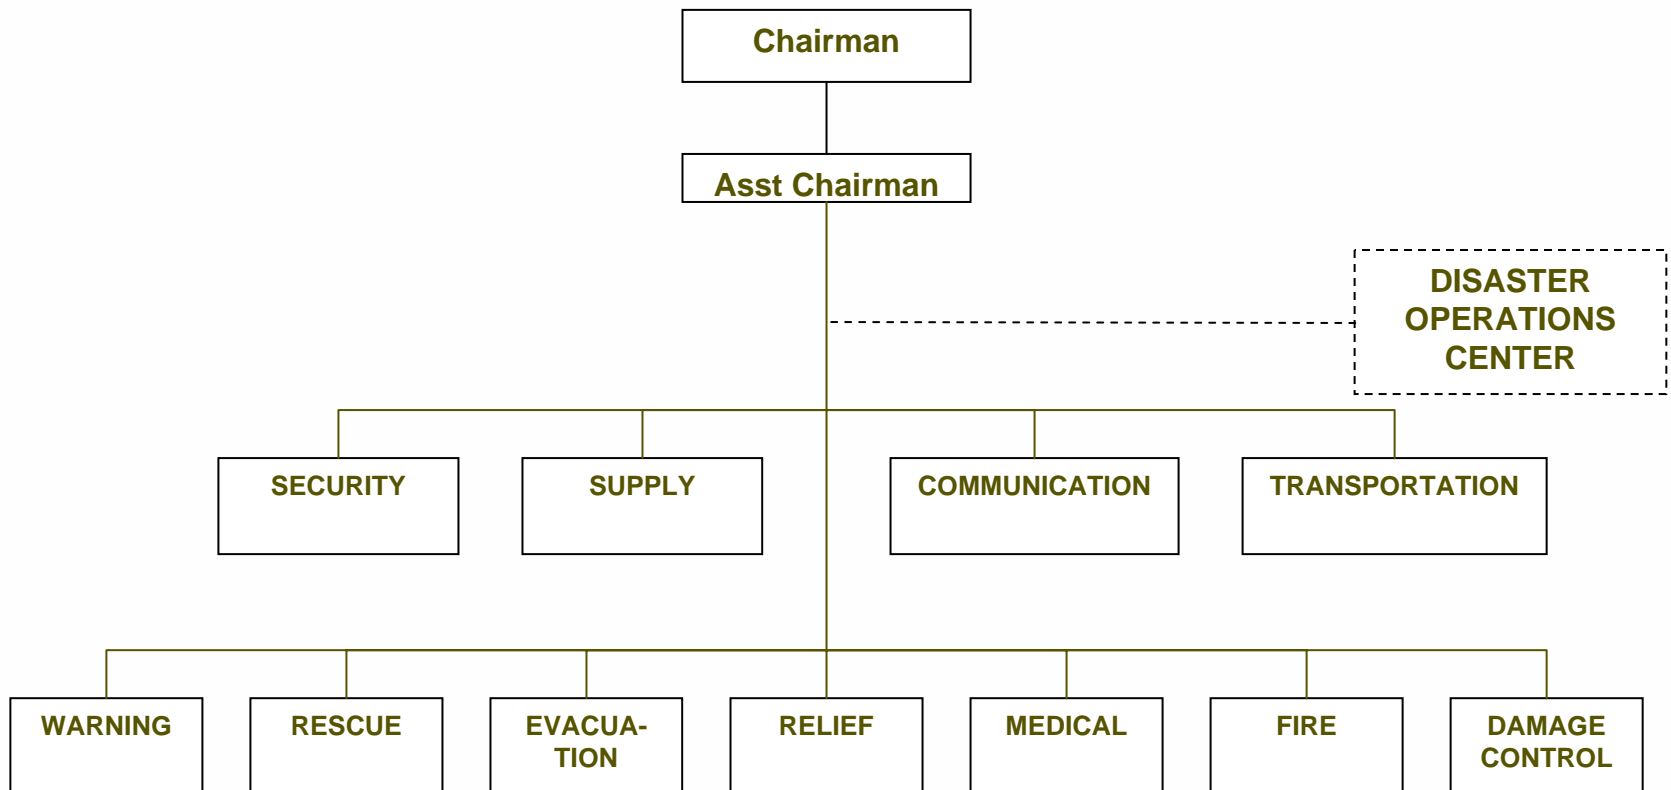 Chairman
Asst Chairman
DISASTER
OPERATIONS
CENTER
SECURITY
SUPPLY
COMMUNICATION
TRANSPORTATION
WARNING
RESCUE
EVACUA-
TION
RELIEF
MEDICAL
FIRE
DAMAGE
CONTROL